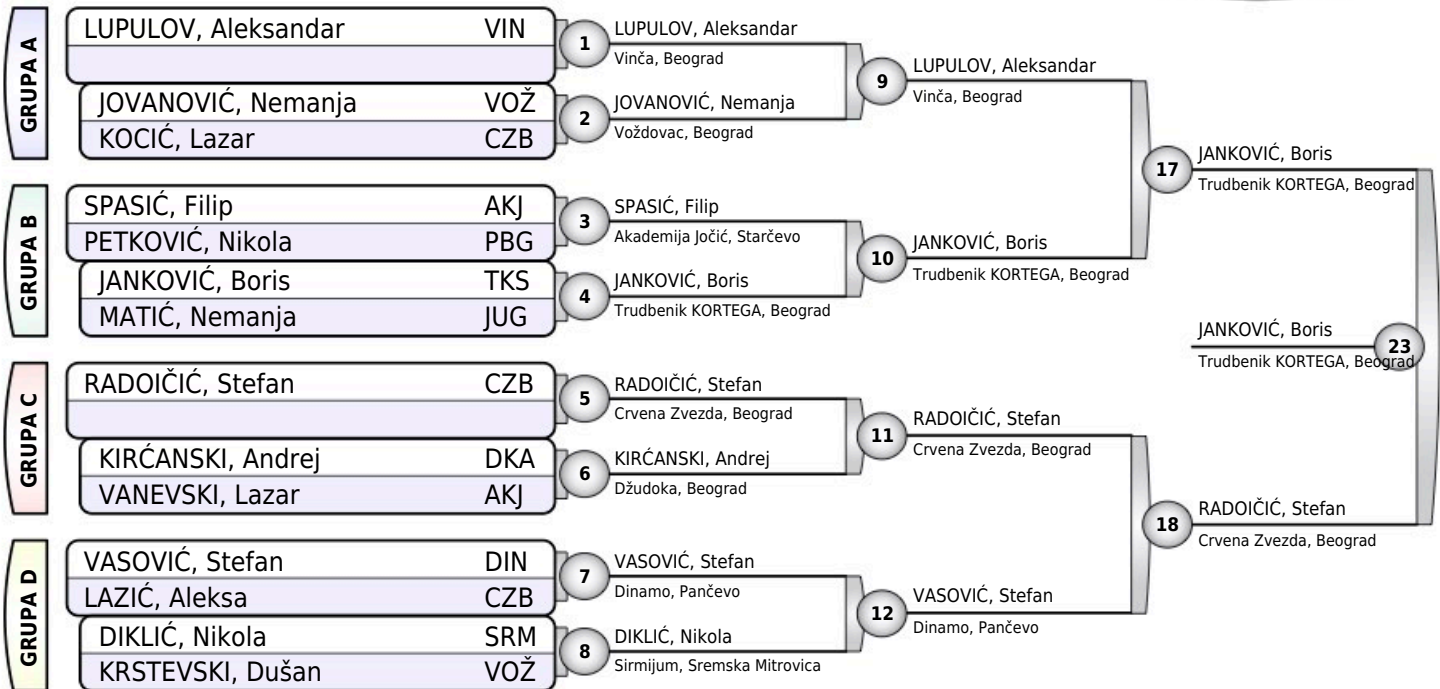 GRUPA A
LUPULOV, Aleksandar VIN
JOVANOVIĆ, Nemanja VOŽ
KOCIĆ, Lazar CZB
GRUPA B
SPASIĆ, Filip AKJ
PETKOVIĆ, Nikola PBG
JANKOVIĆ, Boris TKS
MATIĆ, Nemanja JUG
GRUPA C
RADOIČIĆ, Stefan CZB
KIRĆANSKI, Andrej DKA
VANEVSKI, Lazar AKJ
GRUPA D
VASOVIĆ, Stefan DIN
LAZIĆ, Aleksa CZB
DIKLIĆ, Nikola SRM
KRSTEVSKI, Dušan VOŽ
1
LUPULOV, Aleksandar
Vinča, Beograd
2
JOVANOVIĆ, Nemanja
Voždovac, Beograd
3
SPASIĆ, Filip
Akademija Jočić, Starčevo
4
JANKOVIĆ, Boris
Trudbenik KORTEGA, Beograd
5
RADOIČIĆ, Stefan
Crvena Zvezda, Beograd
6
KIRĆANSKI, Andrej
Džudoka, Beograd
7
VASOVIĆ, Stefan
Dinamo, Pančevo
8
DIKLIĆ, Nikola
Sirmijum, Sremska Mitrovica
9
LUPULOV, Aleksandar
Vinča, Beograd
10
JANKOVIĆ, Boris
Trudbenik KORTEGA, Beograd
11
RADOIČIĆ, Stefan
Crvena Zvezda, Beograd
12
VASOVIĆ, Stefan
Dinamo, Pančevo
17
JANKOVIĆ, Boris
Trudbenik KORTEGA, Beograd
18
RADOIČIĆ, Stefan
Crvena Zvezda, Beograd
23
JANKOVIĆ, Boris
Trudbenik KORTEGA, Beograd